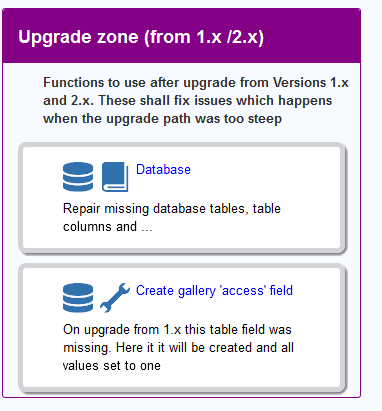 Upgrade zone (from 1.x /2.x)
Functions to use after upgrade from Versions 1.x
and 2.x. These shall fix issues which happens
when the upgrade path was too steep
Database
Repair missing database tables, table
columns and ...
Create gallery 'access' field
On upgrade from 1.x this table field was
missing. Here it it will be created and all
values set to one